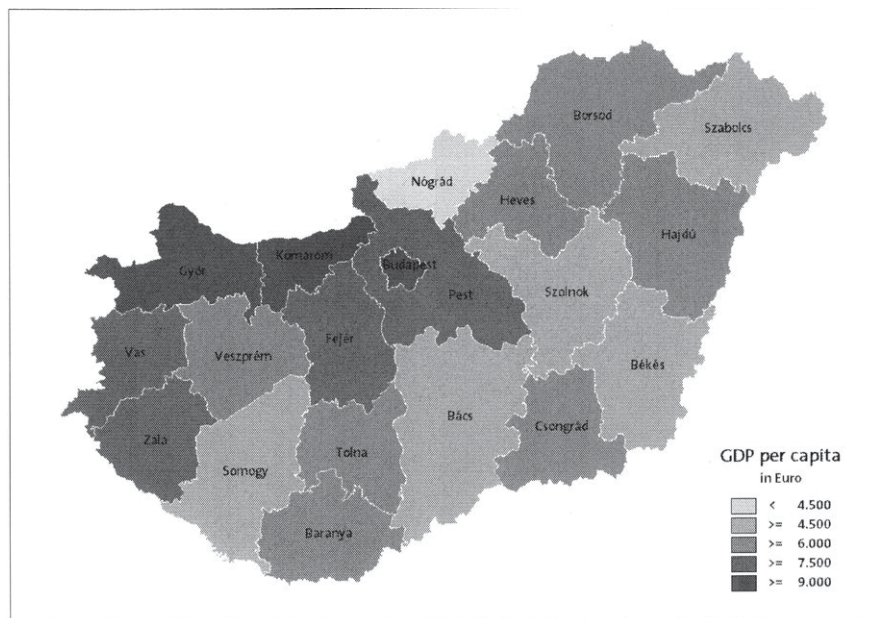 Borsod
Szabolcs
Nógrád
Heves
Hajdú
Komárom
Győr
Budapest
Pest
Szolnok
Fejér
Vas
Veszprém
Békés
Bács
Csongrád
Zala
Tolna
Somogy
Baranya
GDP per capita
in Euro
< 4.500
>= 4.500
>= 6.000
>= 7.500
>= 9.000